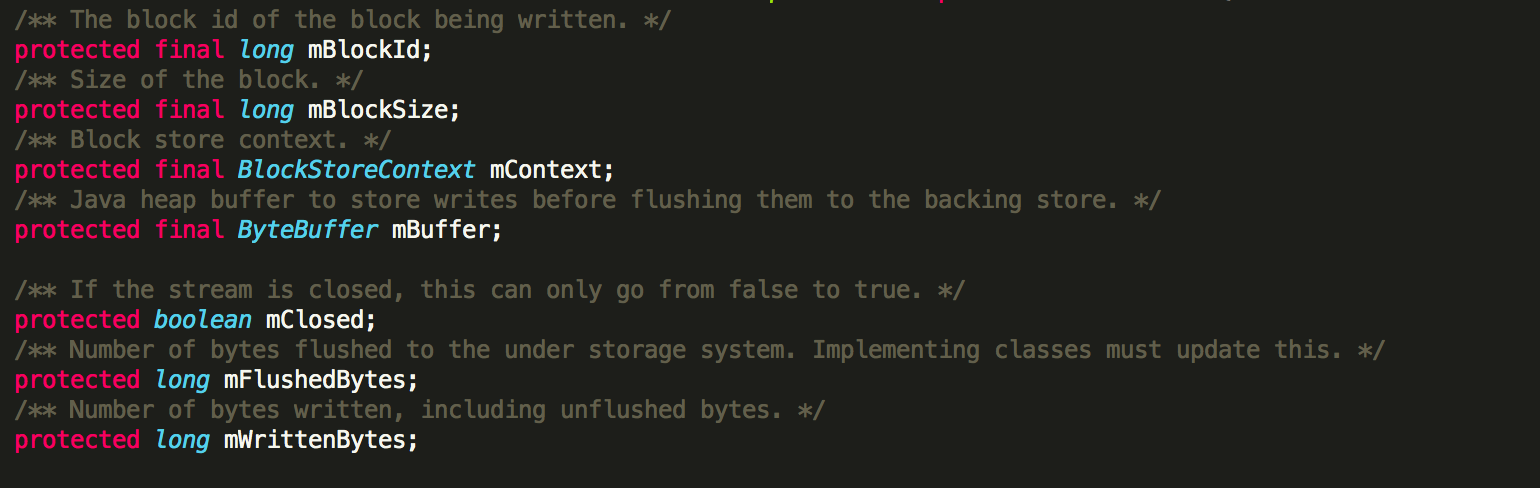 /** The block id of the block being written. */
protected final long mBlockId;
/** Size of the block. */
protected final long mBlockSize;
/** Block store context. */
protected final BlockStoreContext mContext;
/** Java heap buffer to store writes before flushing them to the backing store. */
protected final ByteBuffer mBuffer;
/** If the stream is closed, this can only go from false to true. */
protected boolean mClosed;
/** Number of bytes flushed to the under storage system. Implementing classes must update this. */
protected long mFlushedBytes;
/** Number of bytes written, including unflushed bytes. */
protected long mWrittenBytes;